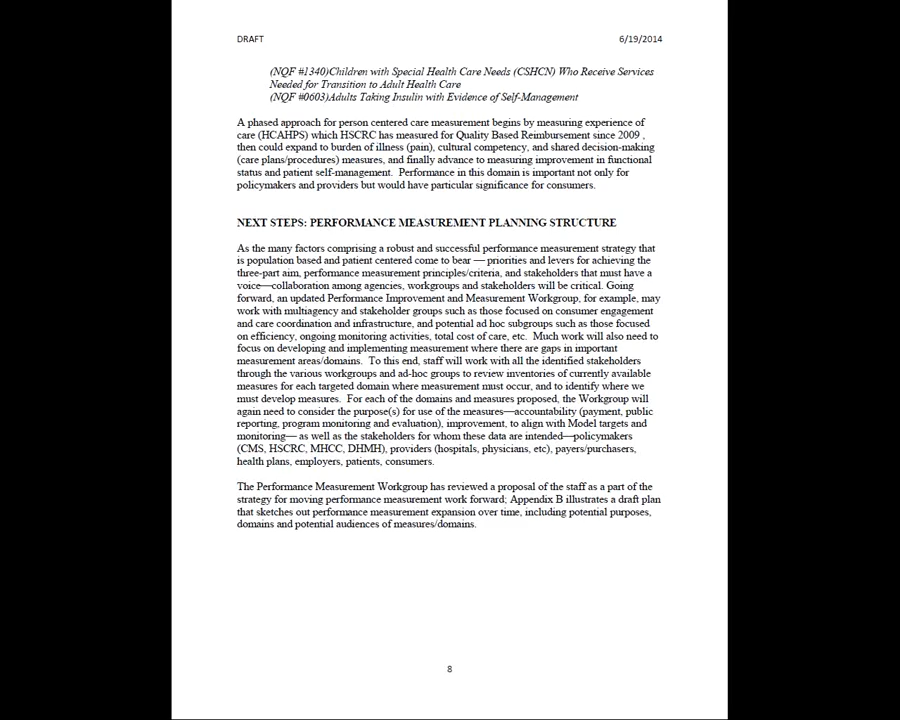 DRAFT 6/19/2014
(NQF #1340)Children with Special Health Care Needs (CSHCN) Who Receive Services
Needed for Transition to Adult Health Care
(NQF #0603)Adults Taking Insulin with Evidence of Self-Management
A phased approach for person centered care measurement begins by measuring experience of
care (HCAHPS) which HSCRC has measured for Quality Based Reimbursement since 2009 ,
then could expand to burden of illness (pain), cultural competency, and shared decision-making
(care plans/procedures) measures, and finally advance to measuring improvement in functional
status and patient self-management.  Performance in this domain is important not only for
policymakers and providers but would have particular significance for consumers.
NEXT STEPS: PERFORMANCE MEASUREMENT PLANNING STRUCTURE
As the many factors comprising a robust and successful performance measurement strategy that
is population based and patient centered come to bear — priorities and levers for achieving the
three-part aim, performance measurement principles/criteria, and stakeholders that must have a
voice—collaboration among agencies, workgroups and stakeholders will be critical. Going
forward, an updated Performance Improvement and Measurement Workgroup, for example, may
work with multiagency and stakeholder groups such as those focused on consumer engagement
and care coordination and infrastructure, and potential ad hoc subgroups such as those focused
on efficiency, ongoing monitoring activities, total cost of care, etc.  Much work will also need to
focus on developing and implementing measurement where there are gaps in important
measurement areas/domains.  To this end, staff will work with all the identified stakeholders
through the various workgroups and ad-hoc groups to review inventories of currently available
measures for each targeted domain where measurement must occur, and to identify where we
must develop measures.  For each of the domains and measures proposed, the Workgroup will
again need to consider the purpose(s) for use of the measures—accountability (payment, public
reporting, program monitoring and evaluation), improvement, to align with Model targets and
monitoring— as well as the stakeholders for whom these data are intended—policymakers
(CMS, HSCRC, MHCC, DHMH), providers (hospitals, physicians, etc), payers/purchasers,
health plans, employers, patients, consumers.
The Performance Measurement Workgroup has reviewed a proposal of the staff as a part of the
strategy for moving performance measurement work forward; Appendix B illustrates a draft plan
that sketches out performance measurement expansion over time, including potential purposes,
domains and potential audiences of measures/domains.
8